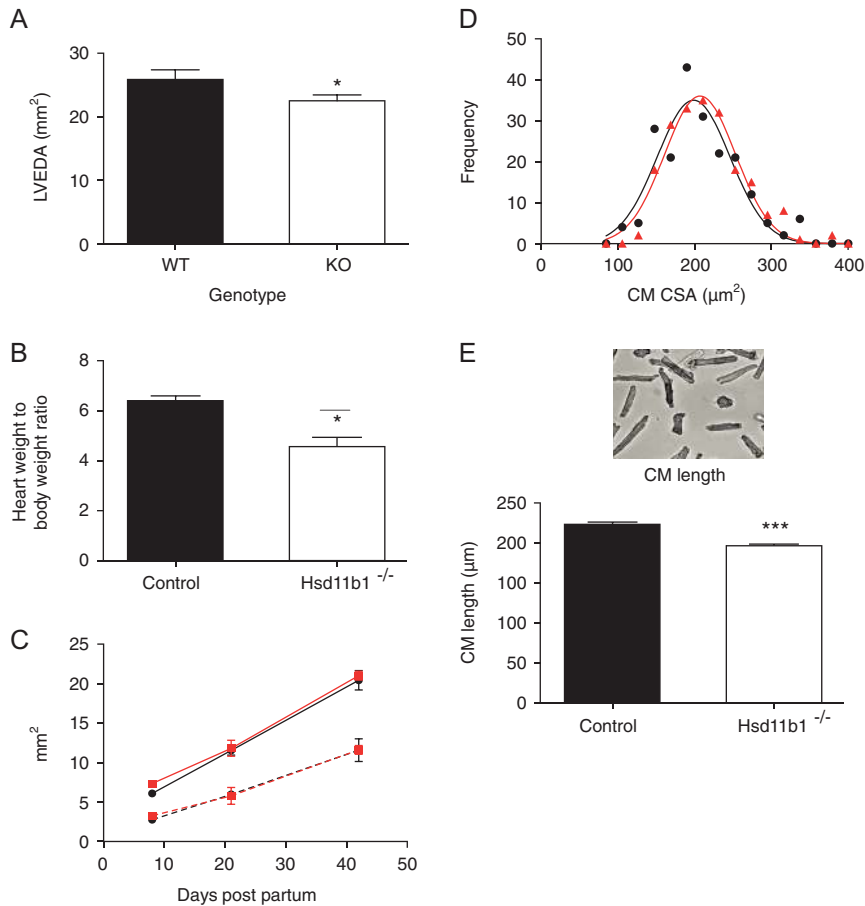 A
30
20
10
0
LVEDA (mm²)
*
WT KO
Genotype
B
8
6
4
2
0
Heart weight to
body weight ratio
*
Control Hsd11b1 -/-
C
25
20
15
10
5
0
mm²
0 10 20 30 40 50
Days post partum
D
50
40
30
20
10
0
Frequency
0 100 200 300 400
CM CSA (µm²)
E
CM length
250
200
100
100
50
0
CM length (µm)
***
Control Hsd11b1 -/-